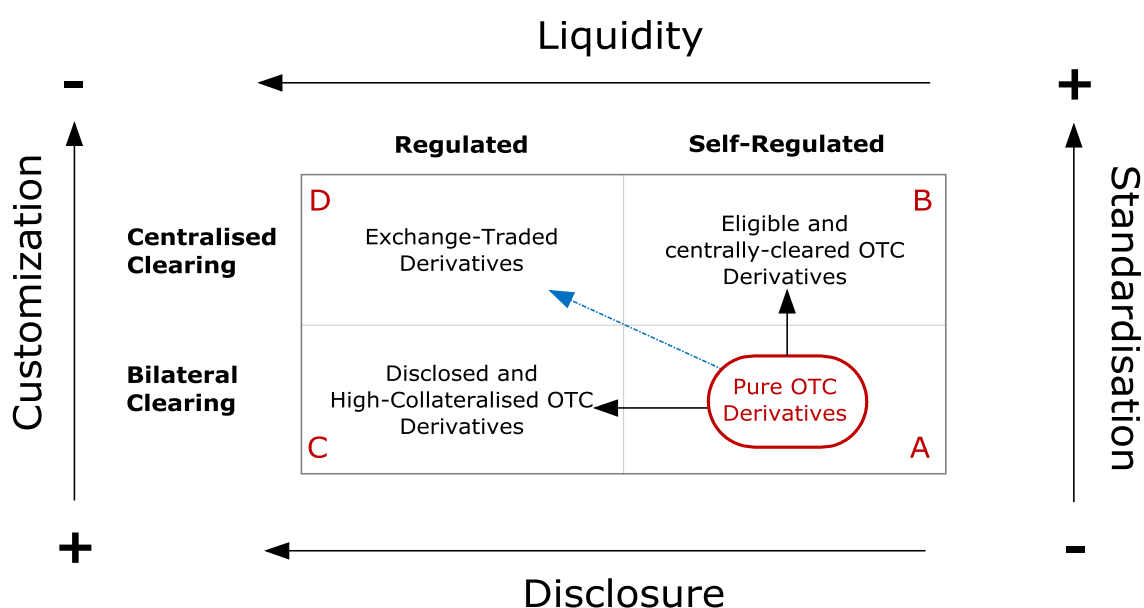 Liquidity
-
+
Regulated
Self-Regulated
Customization
Standardisation
D
B
Centralised
Clearing
Exchange-Traded
Derivatives
Eligible and
centrally-cleared OTC
Derivatives
Bilateral
Clearing
Disclosed and
High-Collateralised OTC
Derivatives
Pure OTC
Derivatives
C
A
+
-
Disclosure